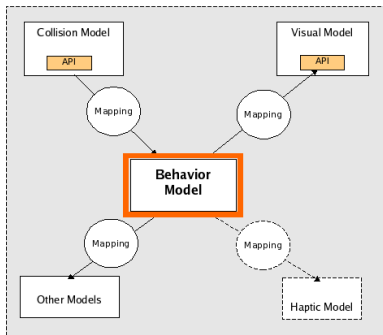 Collision Model
Visual Model
API
API
Mapping
Mapping
Behavior
Model
Mapping
Mapping
Other Models
Haptic Model